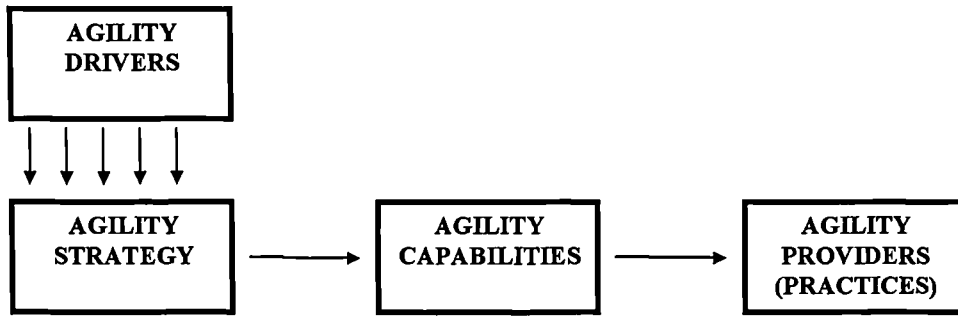 AGILITY
DRIVERS
AGILITY
STRATEGY
AGILITY
CAPABILITIES
AGILITY
PROVIDERS
(PRACTICES)